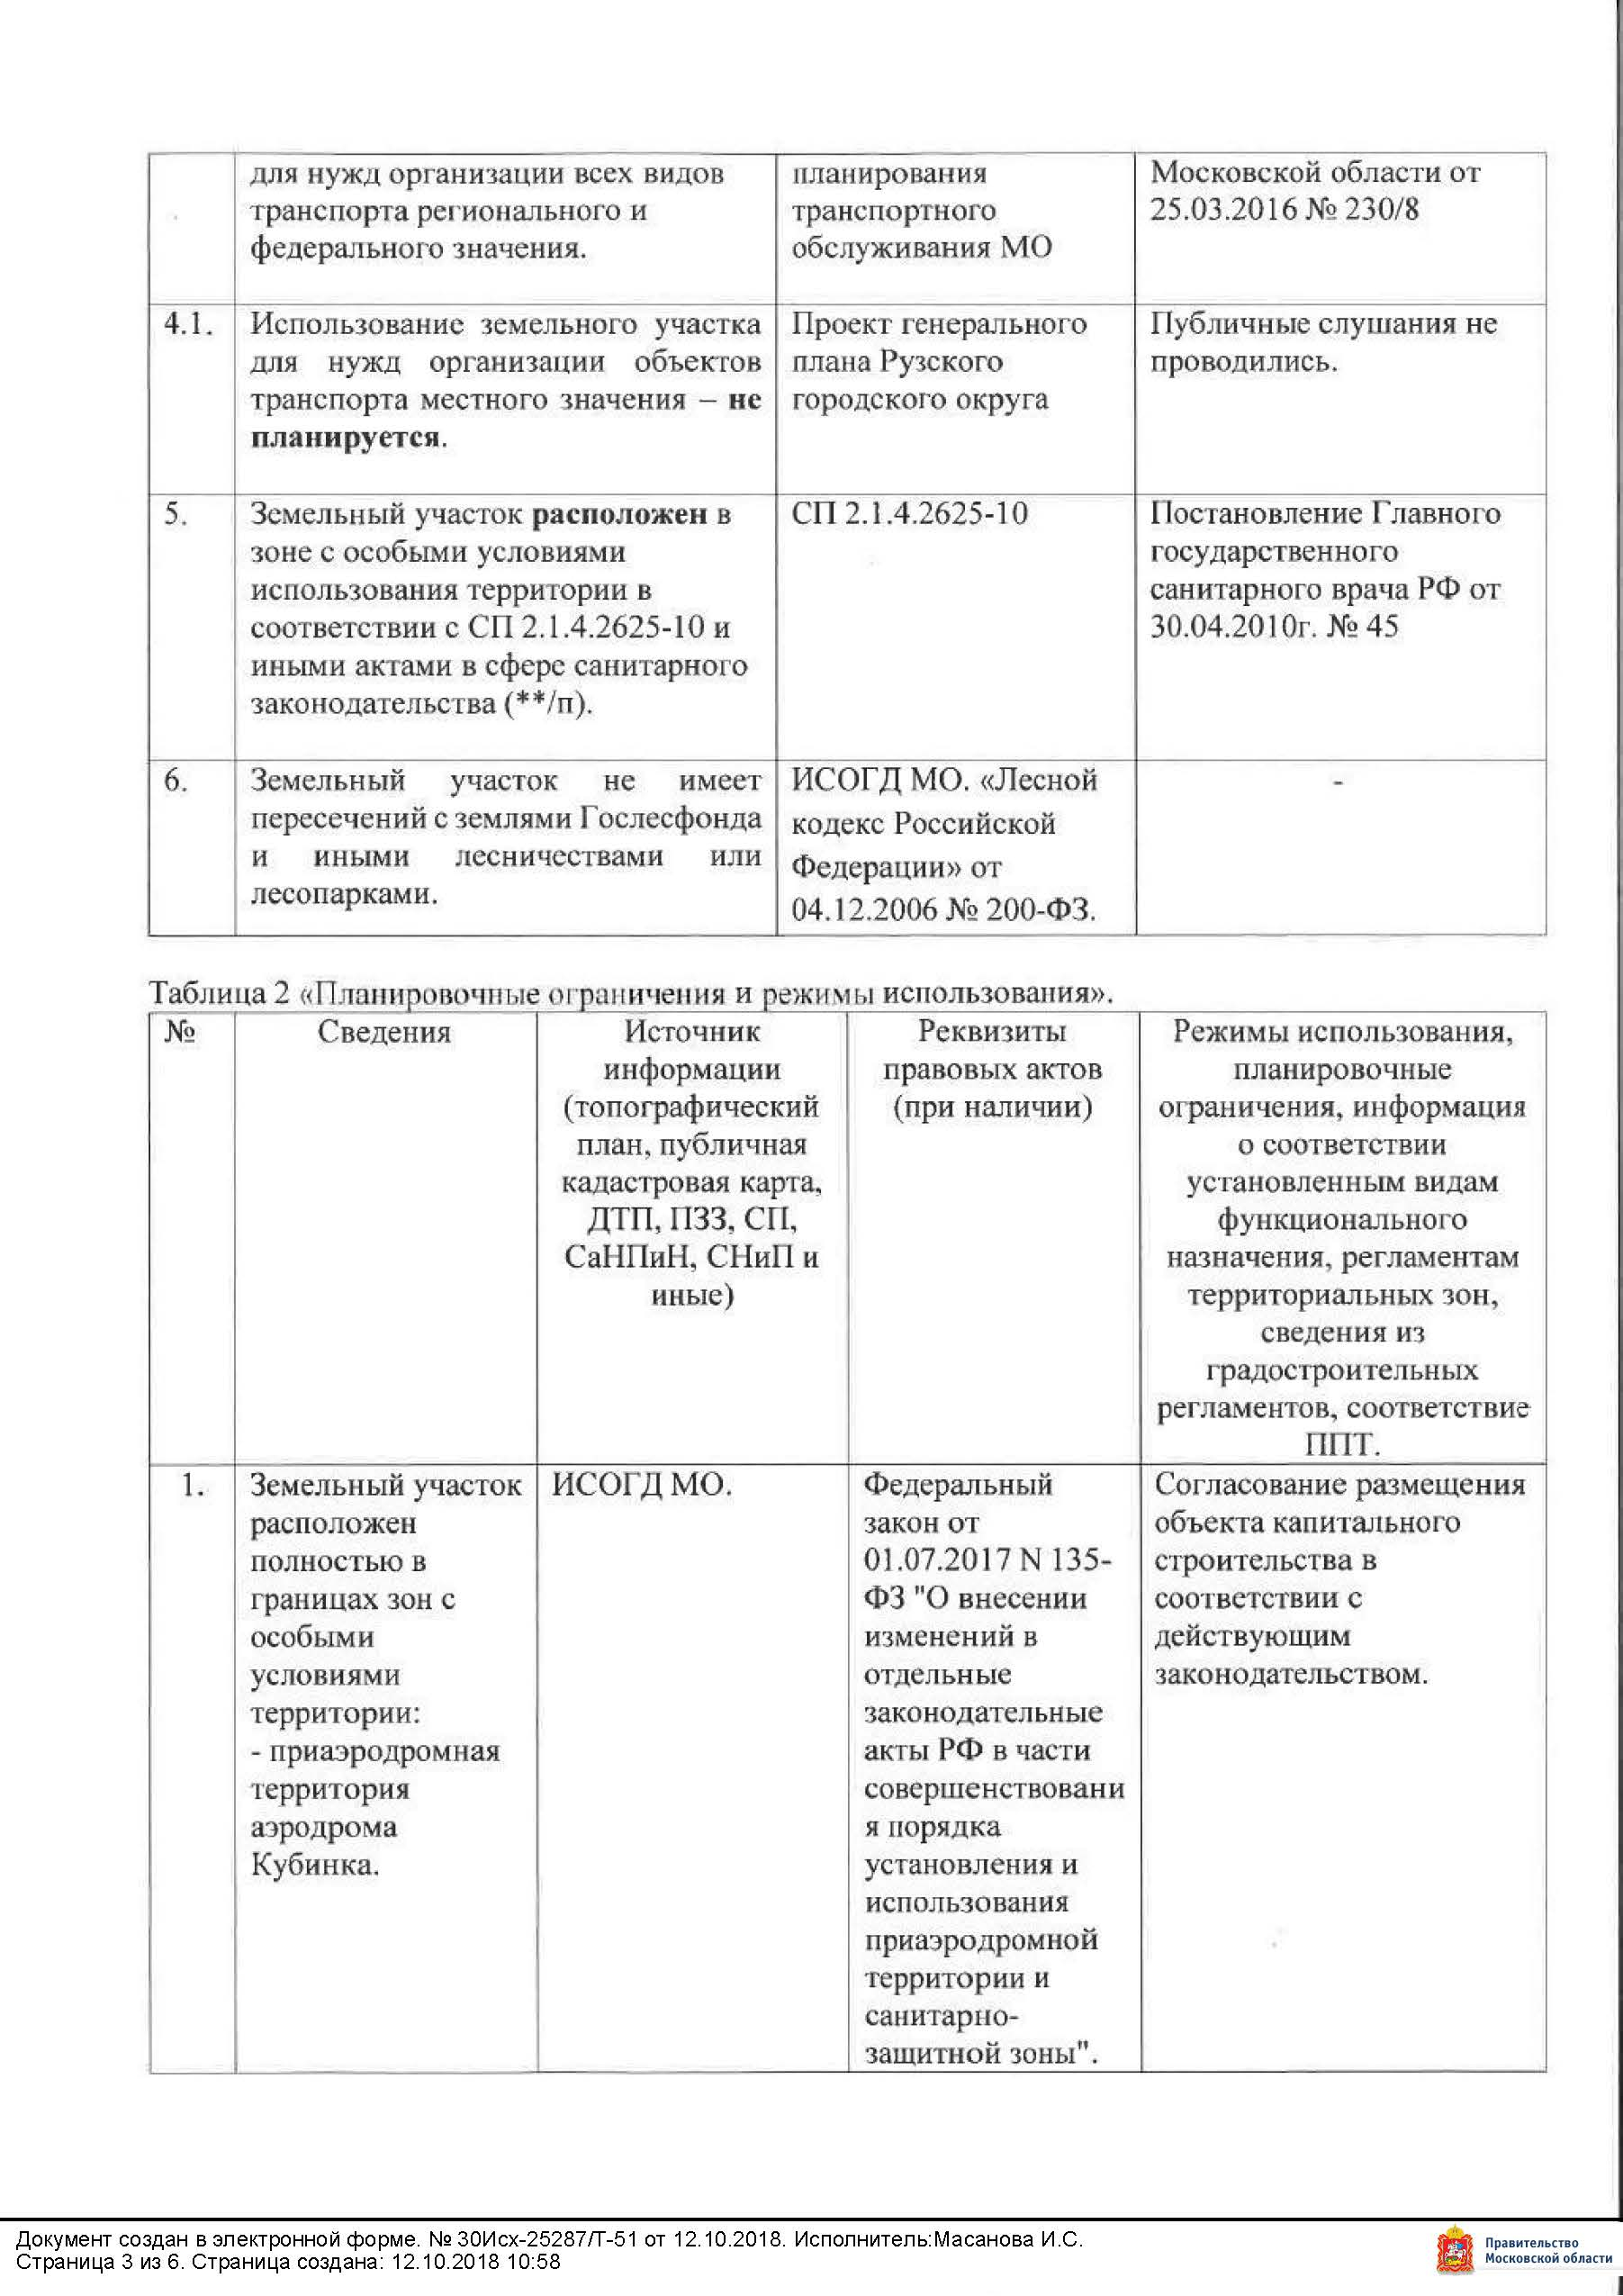 для нужд организации всех видов
транспорта регионального и
федерального значения.
планирования
транспортного
обслуживания МО
Московской области от
25.03.2016 № 230/8
4.1.
Использование земельного участка
для нужд организации объектов
транспорта местного значения – не
планируется.
Проект генерального
плана Рузского
городского округа
Публичные слушания не
проводились.
5.
Земельный участок расположен в
зоне с особыми условиями
использования территории в
соответствии с СП 2.1.4.2625-10 и
иными актами в сфере санитарного
законодательства (**/п).
СП 2.1.4.2625-10
Постановление Главного
государственного
санитарного врача РФ от
30.04.2010г. № 45
6.
Земельный участок не имеет
пересечений с землями Гослесфонда
и иными лесничествами или
лесопарками.
ИСОГД МО. «Лесной
кодекс Российской
Федерации» от
04.12.2006 № 200-ФЗ.
-
Таблица 2 «Планировочные ограничения и режимы использования».
№
Сведения
Источник
информации
(топографический
план, публичная
кадастровая карта,
ДТП, ПЗЗ, СП,
СаНПиН, СНиП и
иные)
Реквизиты
правовых актов
(при наличии)
Режимы использования,
планировочные
ограничения, информация
о соответствии
установленным видам
функционального
назначения, регламентам
территориальных зон,
сведения из
градостроительных
регламентов, соответствие
ППТ.
1.
Земельный участок
расположен
полностью в
границах зон с
особыми
условиями
территории:
- приаэродромная
территория
аэродрома
Кубинка.
ИСОГД МО.
Федеральный
закон от
01.07.2017 N 135-
ФЗ "О внесении
изменений в
отдельные
законодательные
акты РФ в части
совершенствовани
я порядка
установления и
использования
приаэродромной
территории и
санитарно-
защитной зоны".
Согласование размещения
объекта капитального
строительства в
соответствии с
действующим
законодательством.
Документ создан в электронной форме. № 30Исх-25287/Т-51 от 12.10.2018. Исполнитель:Масанова И.С.
Страница 3 из 6. Страница создана: 12.10.2018 10:58
Правительство
Московской области